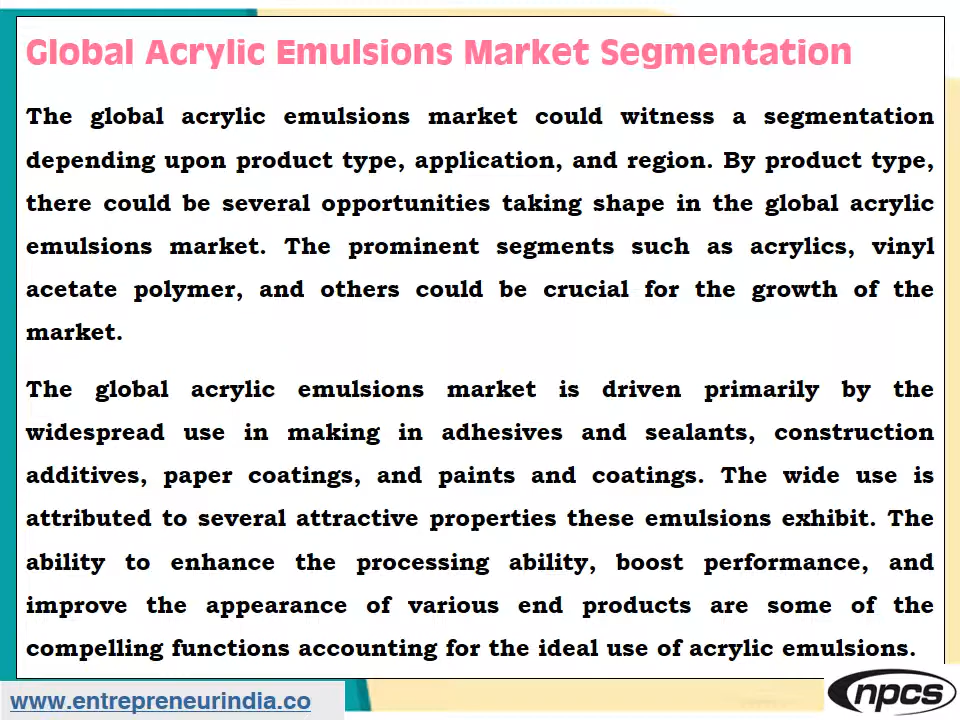 Global Acrylic Emulsions Market Segmentation
The global acrylic emulsions market could witness a segmentation
depending upon product type, application, and region. By product type,
there could be several opportunities taking shape in the global acrylic
emulsions market. The prominent segments such as acrylics, vinyl
acetate polymer, and others could be crucial for the growth of the
market.
The global acrylic emulsions market is driven primarily by the
widespread use in making in adhesives and sealants, construction
additives, paper coatings, and paints and coatings. The wide use is
attributed to several attractive properties these emulsions exhibit. The
ability to enhance the processing ability, boost performance, and
improve the appearance of various end products are some of the
compelling functions accounting for the ideal use of acrylic emulsions.
www.entrepreneurindia.co
npcs